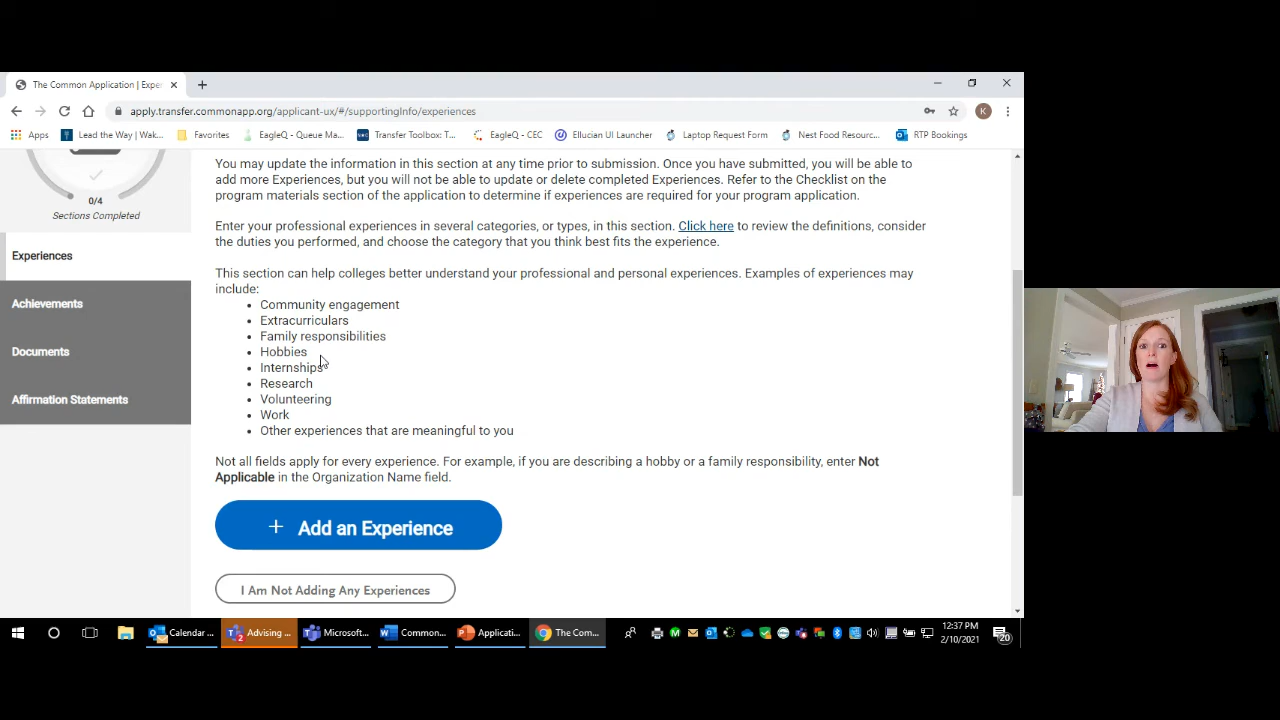 The Common Application | Expe
apply.transfer.commonapp.org/applicant-ux/#/supportingInfo/experiences
K
Apps
Lead the Way | Wak...
Favorites
EagleQ - Queue Ma...
Transfer Toolbox: T...
EagleQ - CEC
Ellucian UI Launcher
Laptop Request Form
Nest Food Resourc...
RTP Bookings
0/4
Sections Completed
Experiences
Achievements
Documents
Affirmation Statements
You may update the information in this section at any time prior to submission. Once you have submitted, you will be able to
add more Experiences, but you will not be able to update or delete completed Experiences. Refer to the Checklist on the
program materials section of the application to determine if experiences are required for your program application.
Enter your professional experiences in several categories, or types, in this section. Click here to review the definitions, consider
the duties you performed, and choose the category that you think best fits the experience.
This section can help colleges better understand your professional and personal experiences. Examples of experiences may
include:
Community engagement
Extracurriculars
Family responsibilities
Hobbies
Internships
Research
Volunteering
Work
Other experiences that are meaningful to you
Not all fields apply for every experience. For example, if you are describing a hobby or a family responsibility, enter Not
Applicable in the Organization Name field.
+ Add an Experience
I Am Not Adding Any Experiences
Calendar ...
Advising ...
Microsoft...
Common...
Applicati...
The Com...
12:37 PM
2/10/2021
20